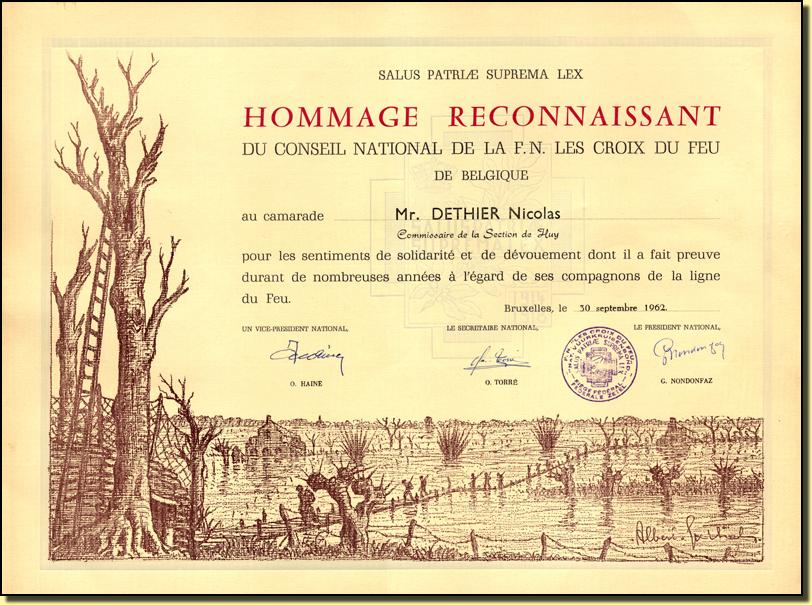 SALUS PATRIÆ SUPREMA LEX
HOMMAGE RECONNAISSANT
DU CONSEIL NATIONAL DE LA F.N. LES CROIX DU FEU
DE BELGIQUE
au camarade Mr. DETHIER Nicolas
Commissaire de la Section de Huy
pour les sentiments de solidarité et de dévouement dont il a fait preuve
durant de nombreuses années à l'égard de ses compagnons de la ligne
du Feu.
Bruxelles, le 30 septembre 1962.
UN VICE-PRESIDENT NATIONAL, LE SECRETAIRE NATIONAL, LE PRESIDENT NATIONAL,
O. HAINE O. TORRÉ G. NONDONFAZ
Albert